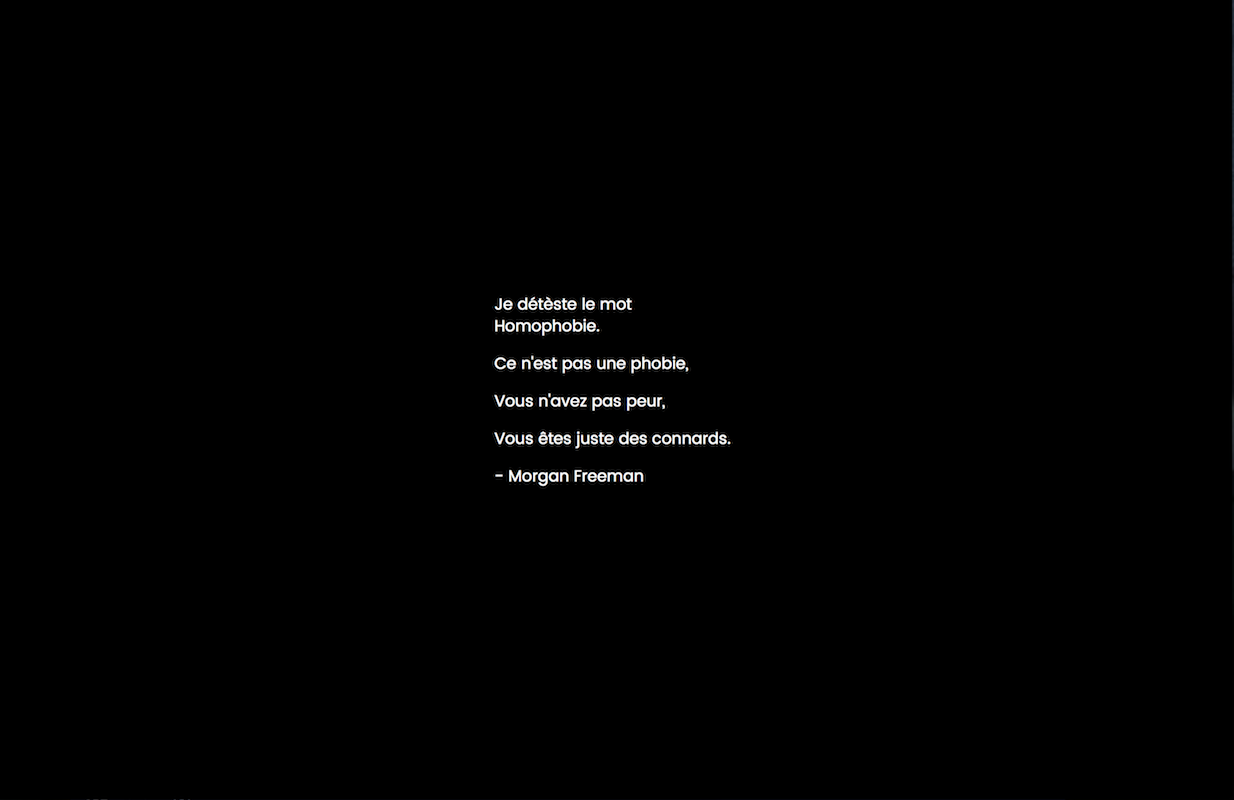 Je détèste le mot
Homophobie.
Ce n'est pas une phobie,
Vous n'avez pas peur,
Vous êtes juste des connards.
- Morgan Freeman